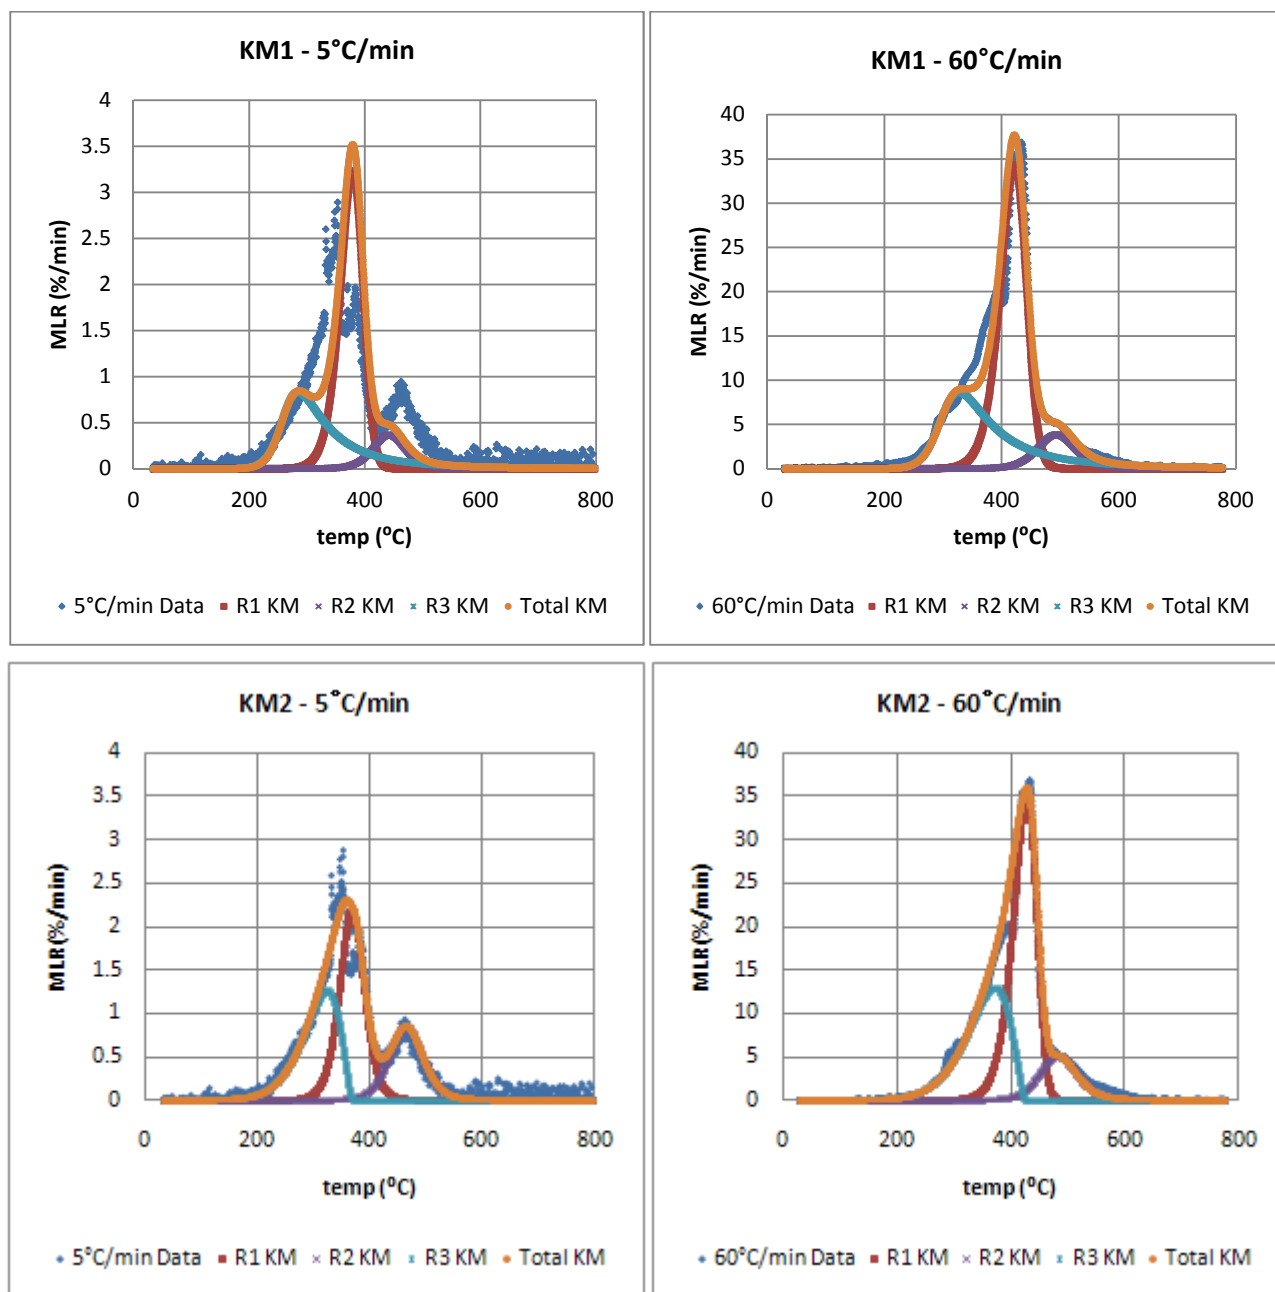 KM1 - 5°C/min
4
3.5
3
2.5
2
1.5
1
0.5
0
MLR (%/min)
0 200 400 600 800
temp (⁰C)
5°C/min Data R1 KM R2 KM R3 KM Total KM
KM1 - 60°C/min
40
35
30
25
20
15
10
5
0
MLR (%/min)
0 200 400 600 800
temp (⁰C)
60°C/min Data R1 KM R2 KM R3 KM Total KM
KM2 - 5°C/min
4
3.5
3
2.5
2
1.5
1
0.5
0
MLR(%/min)
0 200 400 600 800
temp (⁰C)
5°C/min Data R1 KM R2 KM R3 KM Total KM
KM2 - 60°C/min
40
35
30
25
20
15
10
5
0
MLR(%/min)
0 200 400 600 800
temp (⁰C)
60°C/min Data R1 KM R2 KM R3 KM Total KM